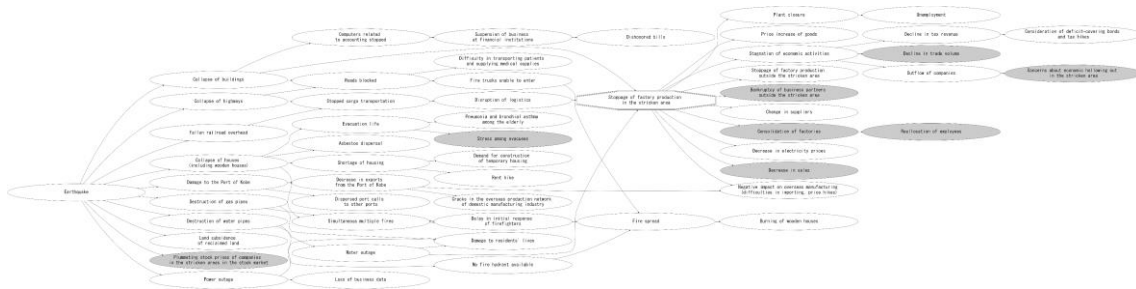 Earthquake
Collapse of buildings
Collapse of highways
Fallen railroad overhead
Collapse of houses
(including wooden houses)
Damage to the Port of Kobe
Destruction of gas pipes
Destruction of water pipes
Land subsidence
of reclaimed land
Plummeting stock prices of companies
in the stricken areas in the stock market
Power outage
Computers related
to accounting stopped
Roads blocked
Stopped cargo transportation
Evacuation life
Asbestos dispersal
Shortage of housing
Decrease in exports
from the Port of Kobe
Dispersed port calls
to other ports
Simultaneous multiple fires
Water outage
Loss of business data
Suspension of business
at financial institutions
Difficulty in transporting patients
and supplying medical supplies
Fire trucks unable to enter
Disruption of logistics
Pneumonia and bronchial asthma
among the elderly
Stress among evacuees
Demand for construction
of temporary housing
Rent hike
Cracks in the overseas production network
of domestic manufacturing industry
Delay in initial response
of firefighters
Damage to residents' lives
No fire hydrant available
Dishonored bills
Stoppage of factory production
in the stricken area
Fire spread
Plant closure
Price increase of goods
Stagnation of economic activities
Stoppage of factory production
outside the stricken area
Bankruptcy of business partners
outside the stricken area
Change in suppliers
Consolidation of factories
Decrease in electricity prices
Decrease in sales
Negative impact on overseas manufacturing
(difficulties in importing, price hikes)
Burning of wooden houses
Unemployment
Decline in tax revenue
Decline in trade volume
Outflow of companies
Reallocation of employees
Consideration of deficit-covering bonds
and tax hikes
Concerns about economic hollowing out
in the stricken area